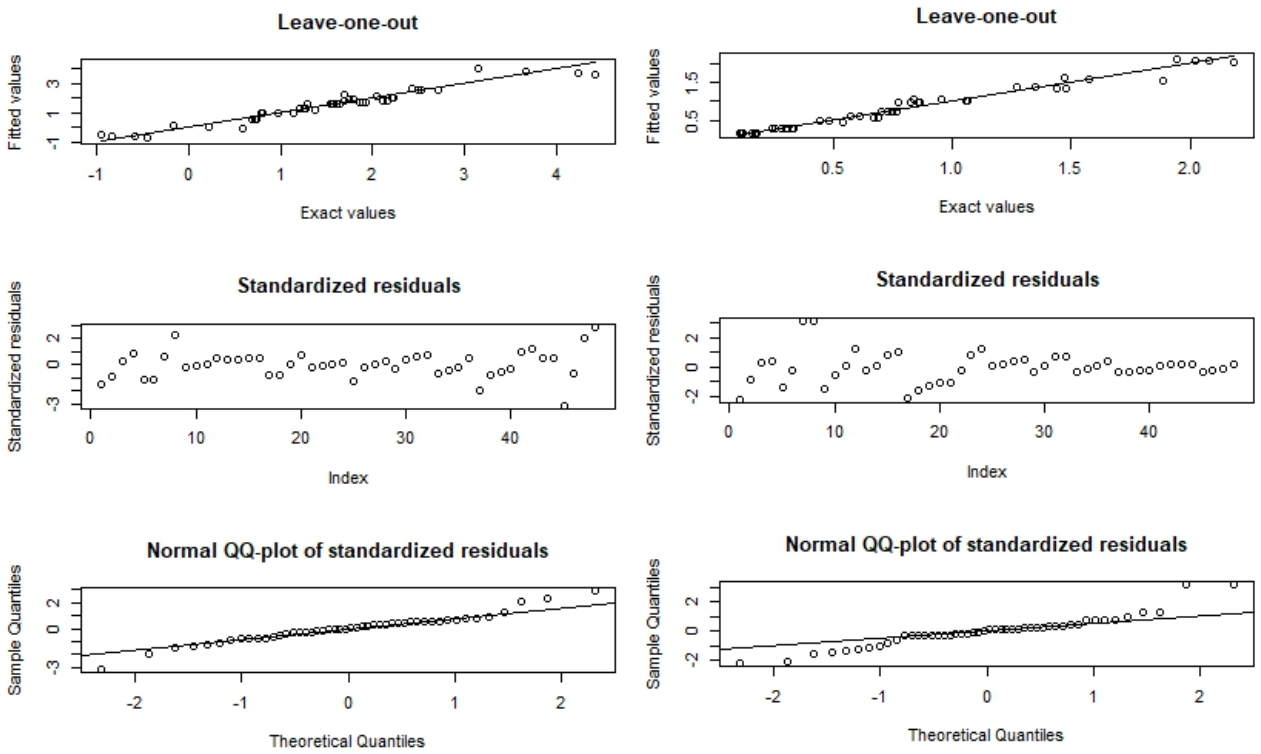 Leave-one-out
Fitted values
-1 1 3
-1 0 1 2 3 4
Exact values
Standardized residuals
Standardized residuals
-3 0 2
0 10 20 30 40
Index
Normal QQ-plot of standardized residuals
Sample Quantiles
-3 0 2
-2 -1 0 1 2
Theoretical Quantiles
Leave-one-out
Fitted values
0.5 1.5
0.5 1.0 1.5 2.0
Exact values
Standardized residuals
Standardized residuals
-2 0 2
0 10 20 30 40
Index
Normal QQ-plot of standardized residuals
Sample Quantiles
-2 0 2
-2 -1 0 1 2
Theoretical Quantiles